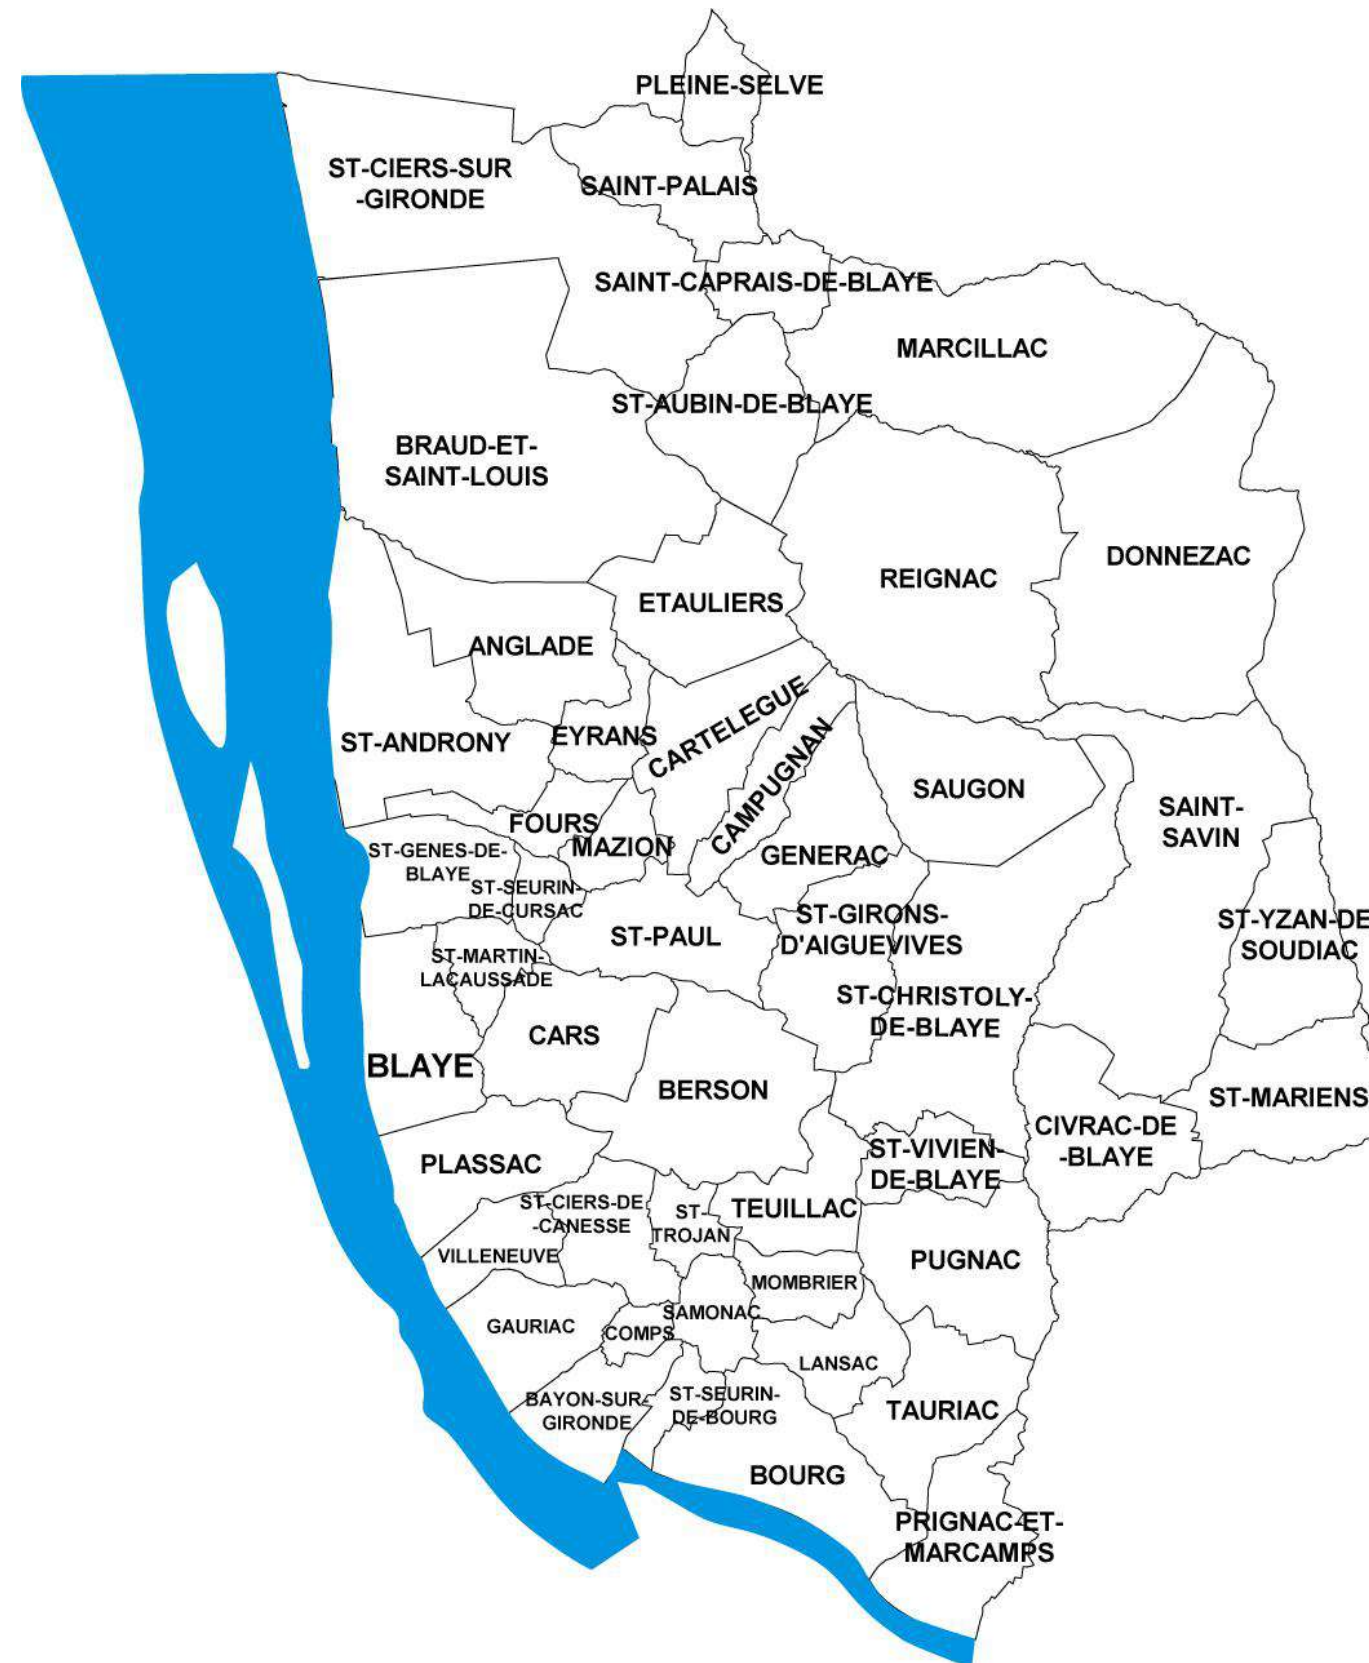 PLEINE-SELVE
ST-CIERS-SUR
-GIRONDE
SAINT-PALAIS
SAINT-CAPRAIS-DE-BLAYE
MARCILLAC
ST-AUBIN-DE-BLAYE
BRAUD-ET-
SAINT-LOUIS
DONNEZAC
REIGNAC
ETAULIERS
ANGLADE
CARTELEGUE
EYRANS
ST-ANDRONY
CAMPUGNAN
SAUGON
SAINT-
SAVIN
FOURS
MAZION
GENERAC
ST-GENES-DE-
BLAYE
ST-SEURIN-
DE-CURSAC
ST-GIRONS-
D'AIGUEVIVES
ST-YZAN-DE
SOUDIAC
ST-PAUL
ST-MARTIN-
LACAUSSADE
ST-CHRISTOLY-
DE-BLAYE
CARS
BLAYE
BERSON
ST-MARIENS
CIVRAC-DE
-BLAYE
ST-VIVIEN-
DE-BLAYE
PLASSAC
ST-CIERS-DE
-CANESSE
ST-
TROJAN
TEUILLAC
VILLENEUVE
PUGNAC
MOMBRIER
SAMONAC
GAURIAC
COMPS
LANSAC
BAYON-SUR-
GIRONDE
ST-SEURIN-
DE-BOURG
TAURIAC
BOURG
PRIGNAC-ET-
MARCAMPS